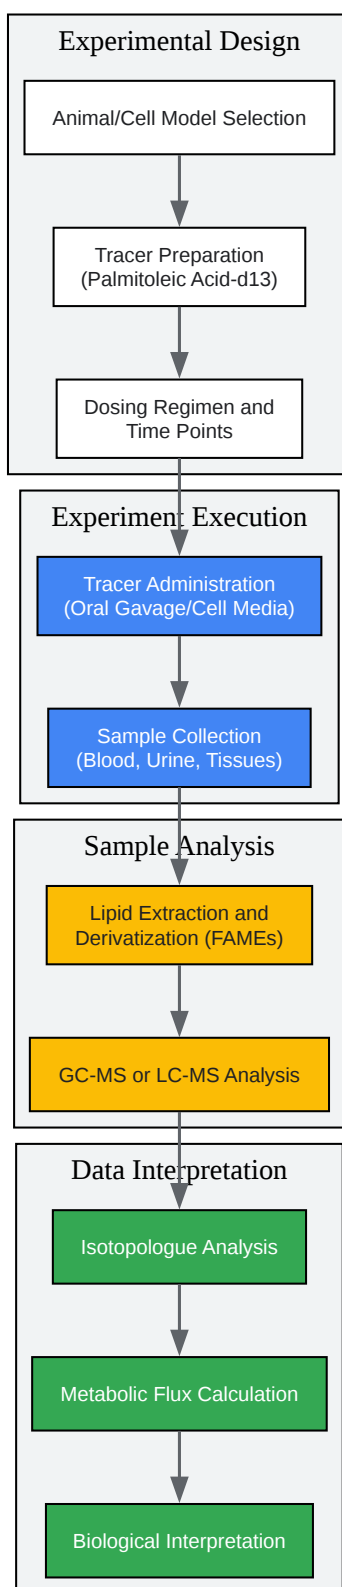 Experimental Design
Animal/Cell Model Selection
Tracer Preparation
(Palmitoleic Acid-d13)
Dosing Regimen and
Time Points
Experiment Execution
Tracer Administration
(Oral Gavage/Cell Media)
Sample Collection
(Blood, Urine, Tissues)
Sample Analysis
Lipid Extraction and
Derivatization (FAMEs)
GC-MS or LC-MS Analysis
Data Interpretation
Isotopologue Analysis
Metabolic Flux Calculation
Biological Interpretation